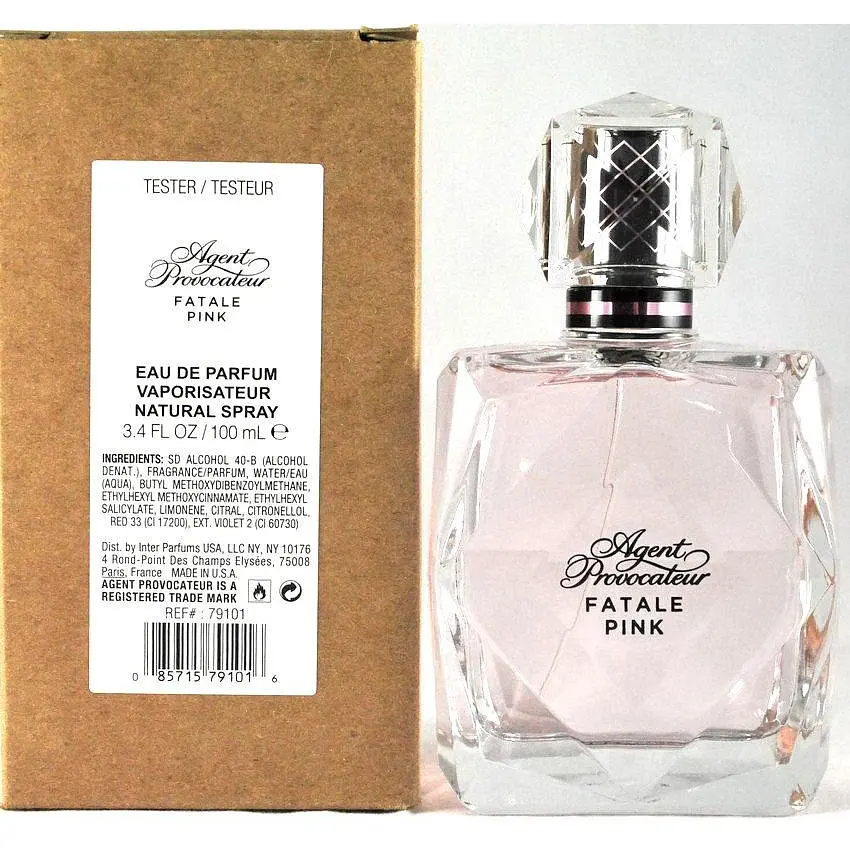 TESTER / TESTEUR
Agent
Provocateur
FATALE
PINK
EAU DE PARFUM
VAPORISATEUR
NATURAL SPRAY
3.4 FL OZ / 100 mL ℮
INGREDIENTS: SD ALCOHOL 40-B (ALCOHOL
DENAT.), FRAGRANCE/PARFUM, WATER/EAU
(AQUA), BUTYL METHOXYDIBENZOYLMETHANE,
ETHYLHEXYL METHOXYCINNAMATE, ETHYLHEXYL
SALICYLATE, LIMONENE, CITRAL, CITRONELLOL,
RED 33 (CI 17200), EXT. VIOLET 2 (CI 60730)
Dist. by Inter Parfums USA, LLC NY, NY 10176
4 Rond-Point Des Champs Elysées, 75008
Paris, France MADE IN U.S.A.
AGENT PROVOCATEUR IS A
REGISTERED TRADE MARK
REF# : 79101
0 85715 79101 6
Agent
Provocateur
FATALE
PINK